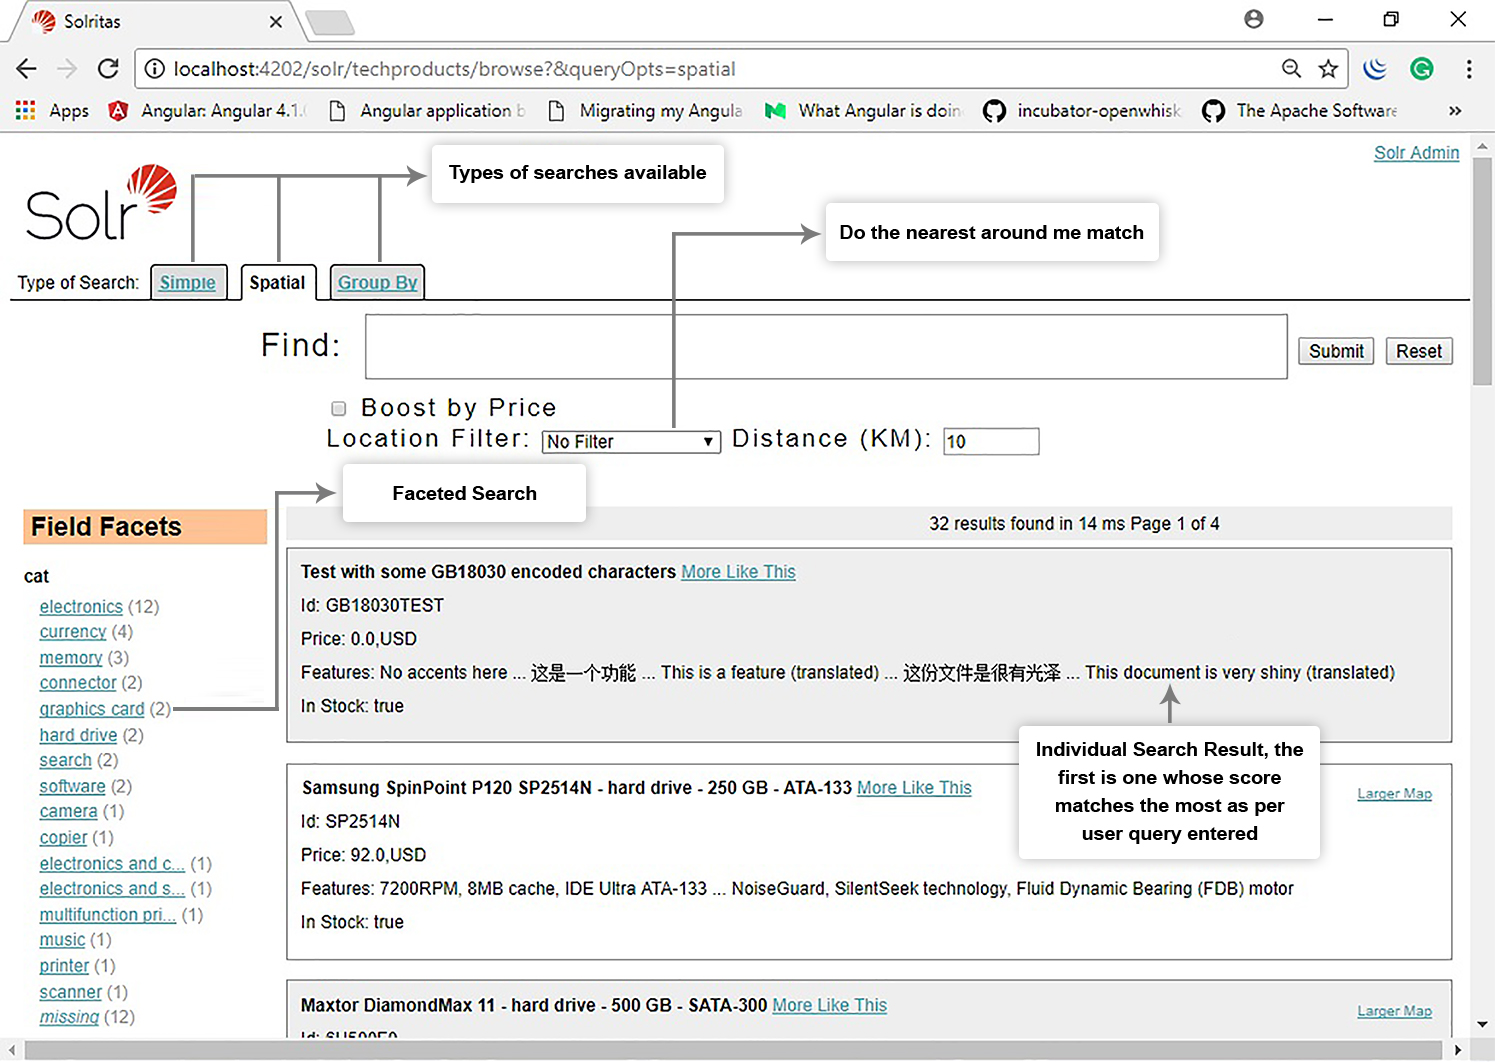 Solritas
localhost:4202/solr/techproducts/browse?&queryOpts=spatial
Apps
Angular: Angular 4.1.
Angular application b
Migrating my Angula
What Angular is doin
incubator-openwhisk
The Apache Software
»
Solr Admin
Types of searches available
Solr
Do the nearest around me match
Type of Search: Simple Spatial Group By
Find:
Submit Reset
Boost by Price
Location Filter: No Filter Distance (KM): 10
Faceted Search
Field Facets
32 results found in 14 ms Page 1 of 4
cat
electronics (12)
currency (4)
memory (3)
connector (2)
graphics card (2)
hard drive (2)
search (2)
software (2)
camera (1)
copier (1)
electronics and c... (1)
electronics and s... (1)
multifunction pri... (1)
music (1)
printer (1)
scanner (1)
missing (12)
Test with some GB18030 encoded characters More Like This
Id: GB18030TEST
Price: 0.0,USD
Features: No accents here ... 这是一个功能 ... This is a feature (translated) ... 这份文件是很有光泽 ... This document is very shiny (translated)
In Stock: true
Individual Search Result, the
first is one whose score
matches the most as per
user query entered
Samsung SpinPoint P120 SP2514N - hard drive - 250 GB - ATA-133 More Like This
Larger Map
Id: SP2514N
Price: 92.0,USD
Features: 7200RPM, 8MB cache, IDE Ultra ATA-133 ... NoiseGuard, SilentSeek technology, Fluid Dynamic Bearing (FDB) motor
In Stock: true
Maxtor DiamondMax 11 - hard drive - 500 GB - SATA-300 More Like This
Larger Map
Id: 6H500F0